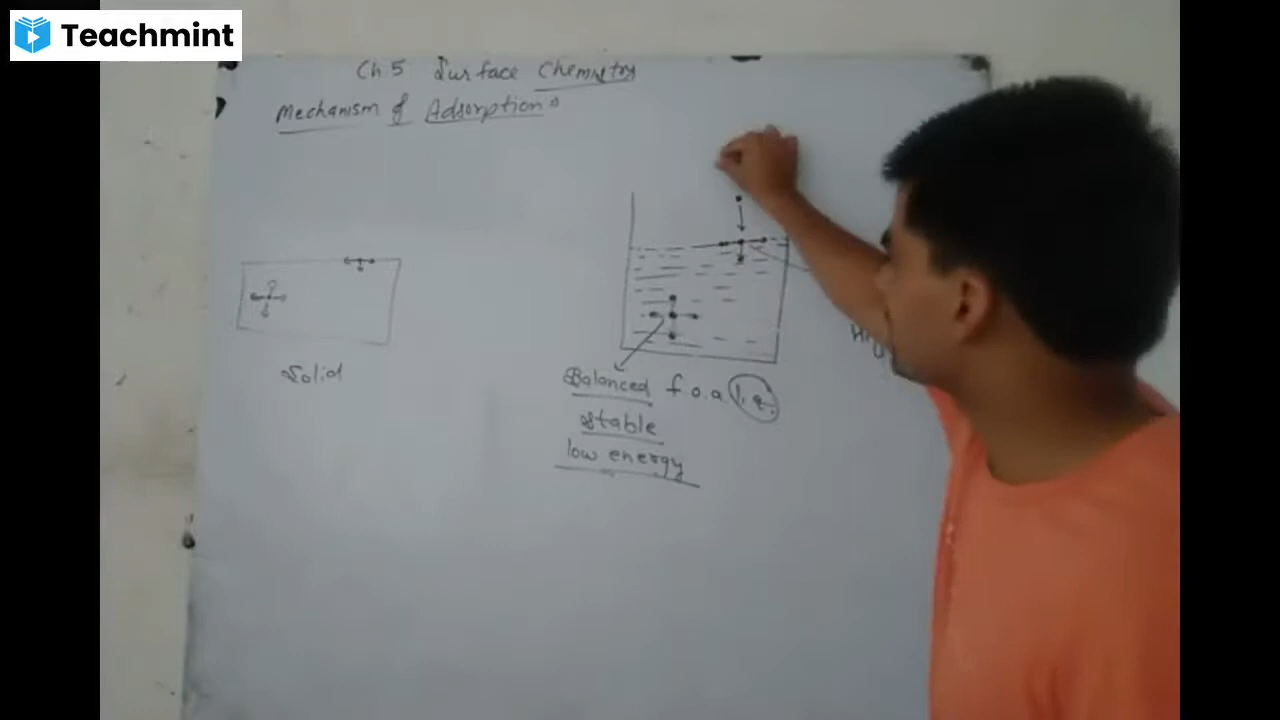 Teachmint
Ch 5 Surface Chemistry
Mechanism of Adsorption:
Solid
Balanced f.o.a.
stable
low energy